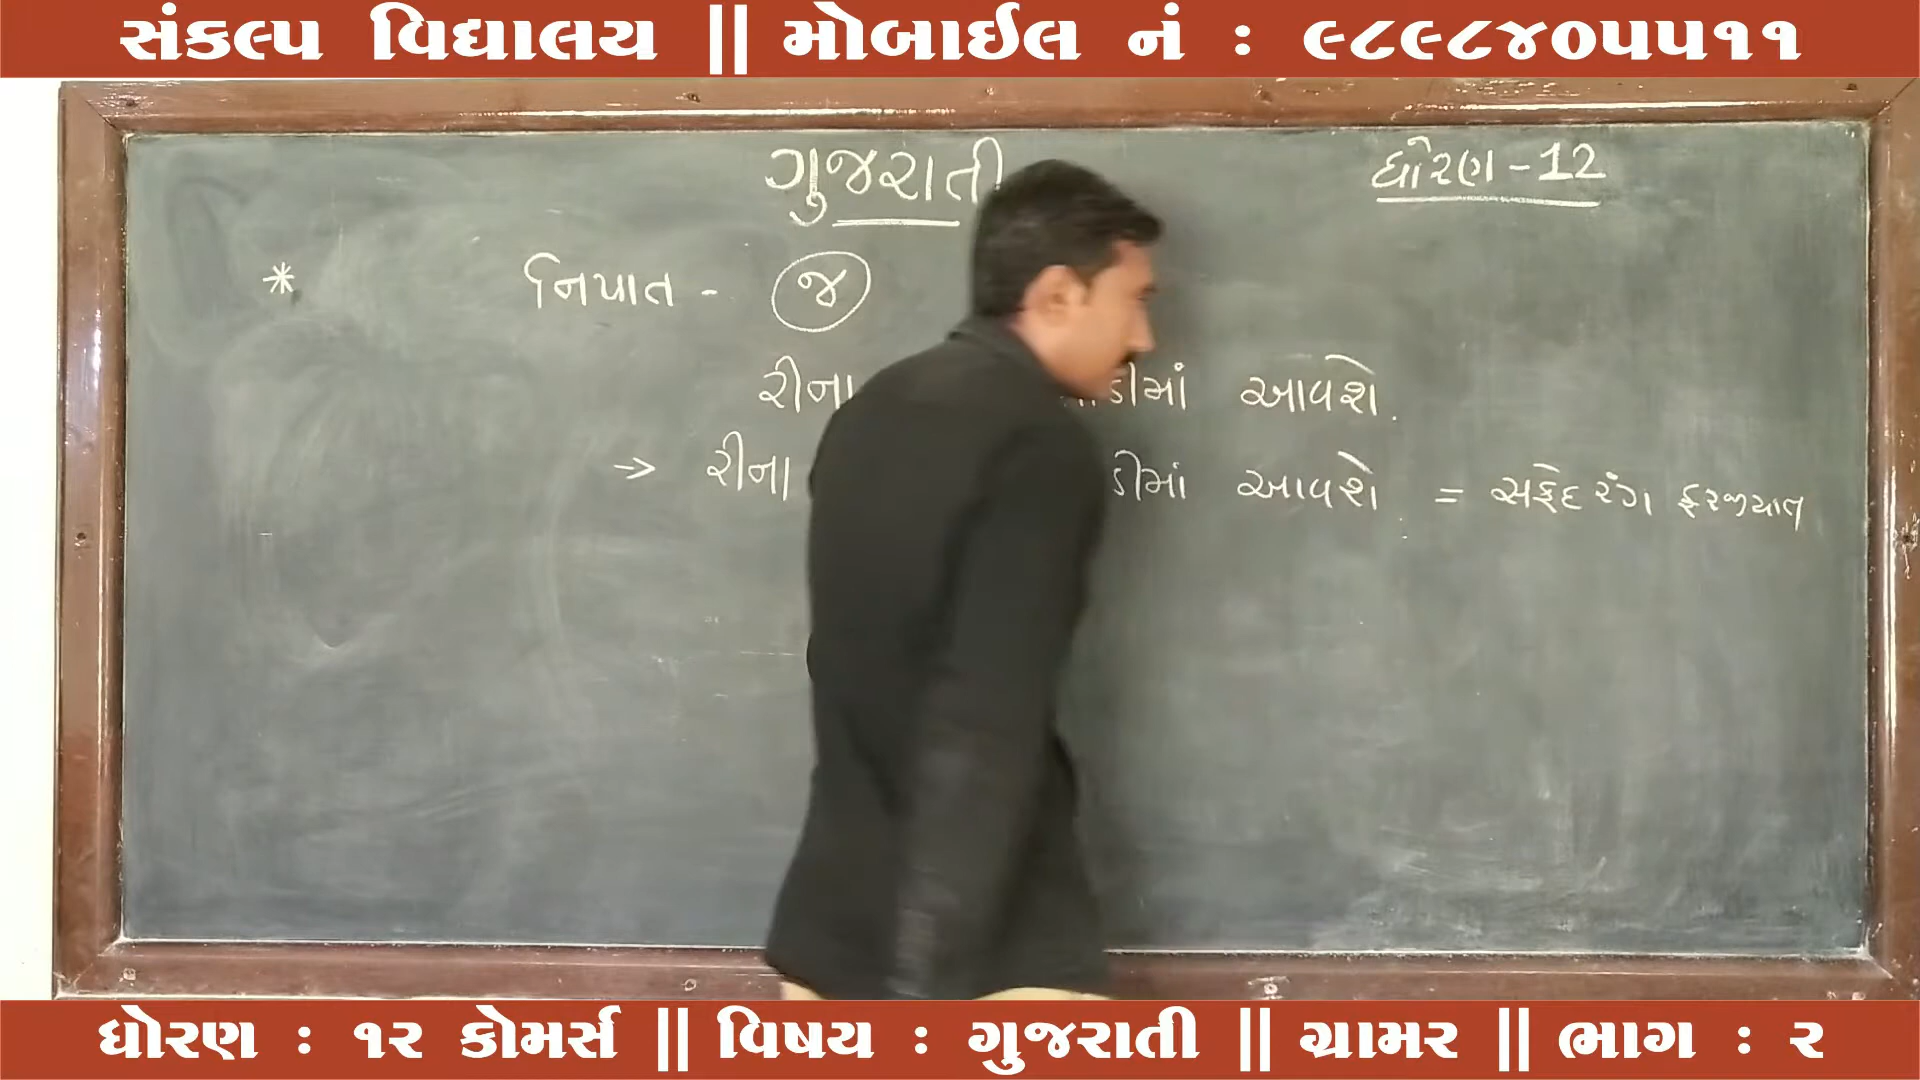 સંકલ્પ વિદ્યાલય || મોબાઈલ નં : ૯૮૯૮૪૦૫૫૧૧
ગુજરાતી
ધોરણ - 12
* નિપાત - જ
રીના આવશે.
→ રીના આવશે = સફેદ રંગ ફરજીયાત
ધોરણ : ૧૨ કોમર્સ || વિષય : ગુજરાતી || ગ્રામર || ભાગ : ૨